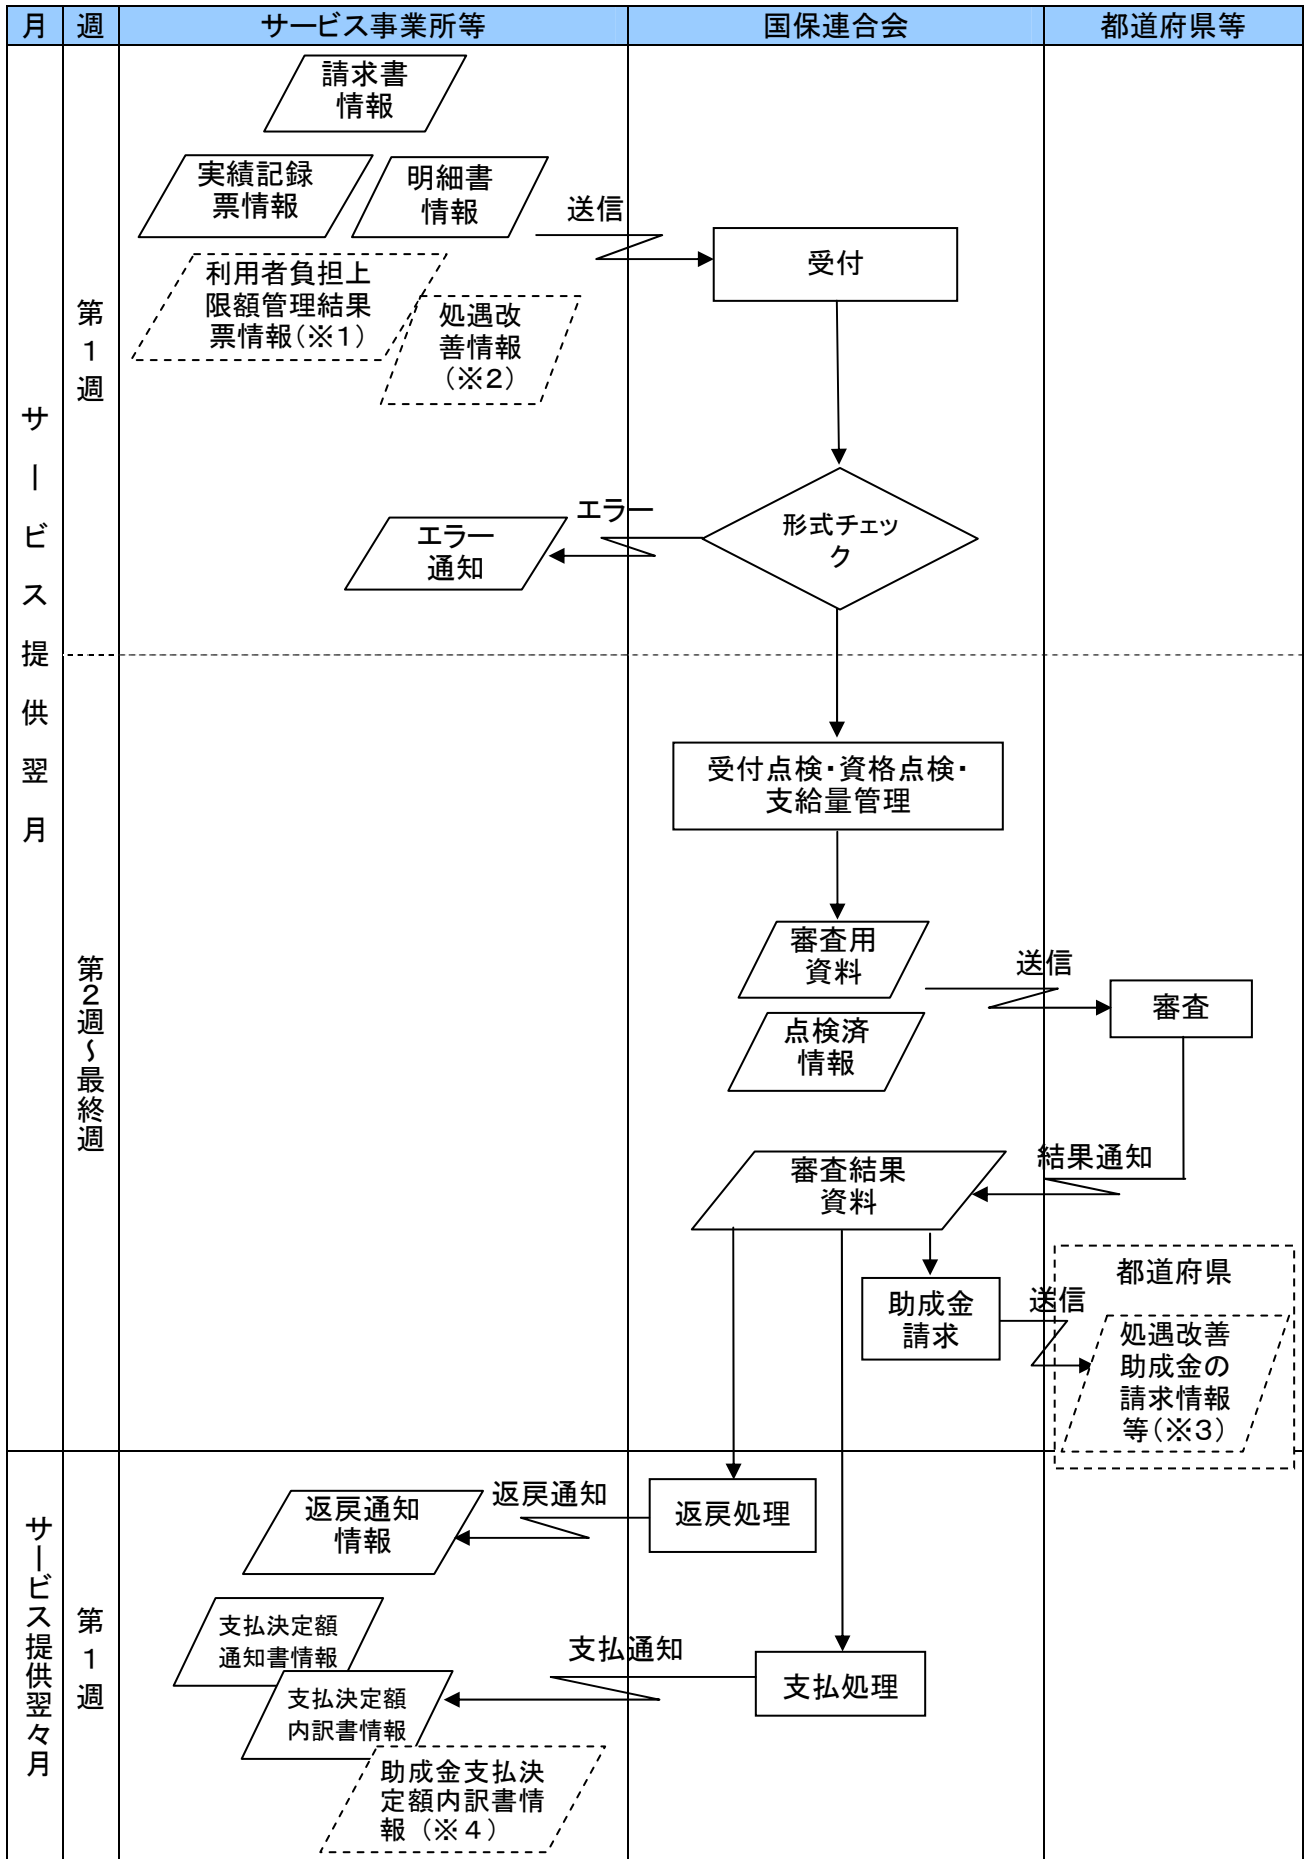 月 週 サービス事業所等 国保連合会 都道府県等
サービス提供翌月
第1週
請求書
情報
実績記録
票情報
明細書
情報
送信
受付
利用者負担上
限額管理結果
票情報(※1)
処遇改
善情報
(※2)
エラー
エラー
通知
形式チェッ
ク
第2週~最終週
受付点検・資格点検・
支給量管理
審査用
資料
送信
審査
点検済
情報
結果通知
審査結果
資料
助成金
請求
送信
都道府県
処遇改善
助成金の
請求情報
等(※3)
サービス提供翌々月
第1週
返戻通知
情報
返戻通知
返戻処理
支払決定額
通知書情報
支払通知
支払処理
支払決定額
内訳書情報
助成金支払決
定額内訳書情
報(※4)